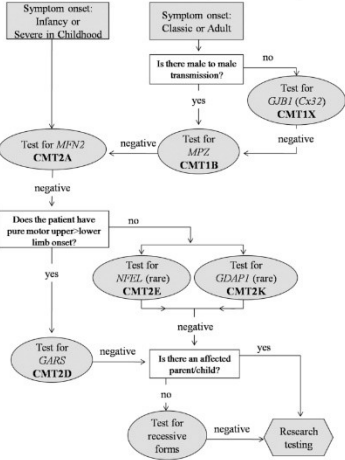 Symptom onset:
Infancy or
Severe in Childhood
Symptom onset:
Classic or Adult
Is there male to male
transmission?
no
yes
Test for
GJB1 (Cx32)
CMT1X
negative
Test for
MPZ
CMT1B
negative
Test for MFN2
CMT2A
negative
Does the patient have
pure motor upper>lower
limb onset?
no
yes
Test for
NFEL (rare)
CMT2E
Test for
GDAP1 (rare)
CMT2K
negative
Test for
GARS
CMT2D
negative
Is there an affected
parent/child?
yes
no
Test for
recessive
forms
negative
Research
testing